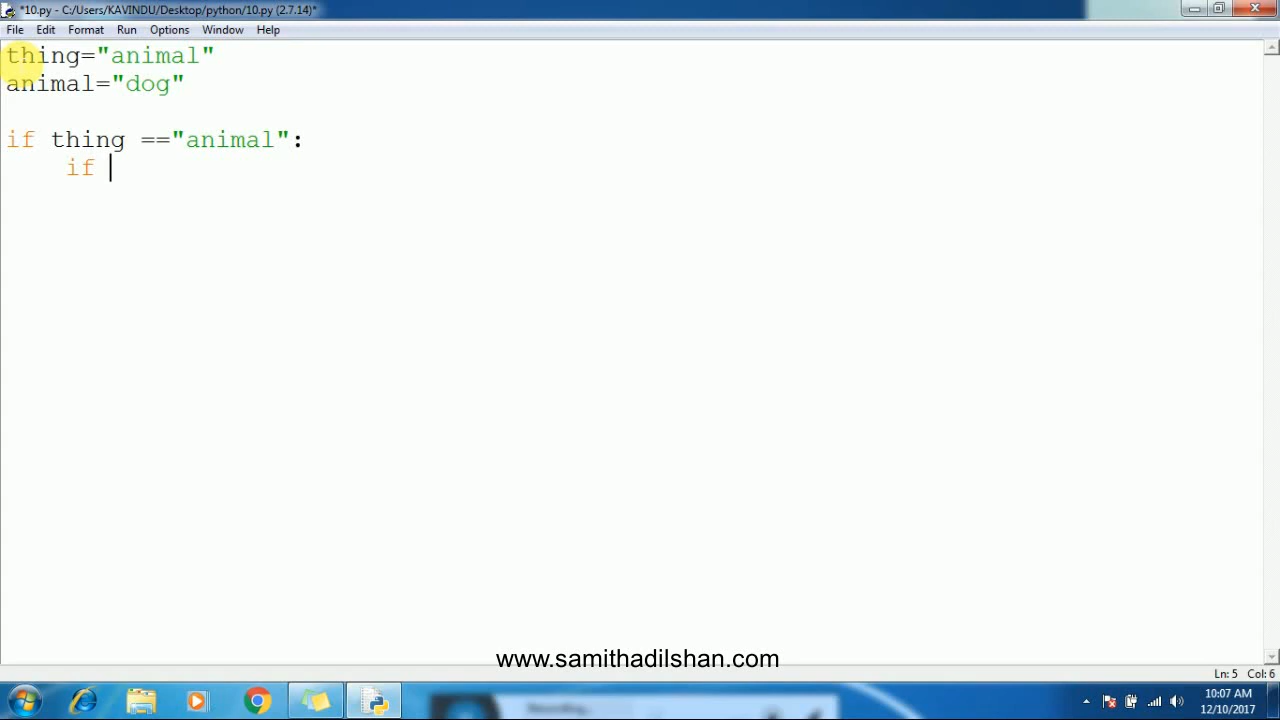 *10.py - C:/Users/KAVINDU/Desktop/python/10.py (2.7.14)*
File Edit Format Run Options Window Help
thing="animal"
animal="dog"
if thing =="animal":
if
www.samithadilshan.com
Ln: 5 Col: 6
10:07 AM
12/10/2017
Recording...